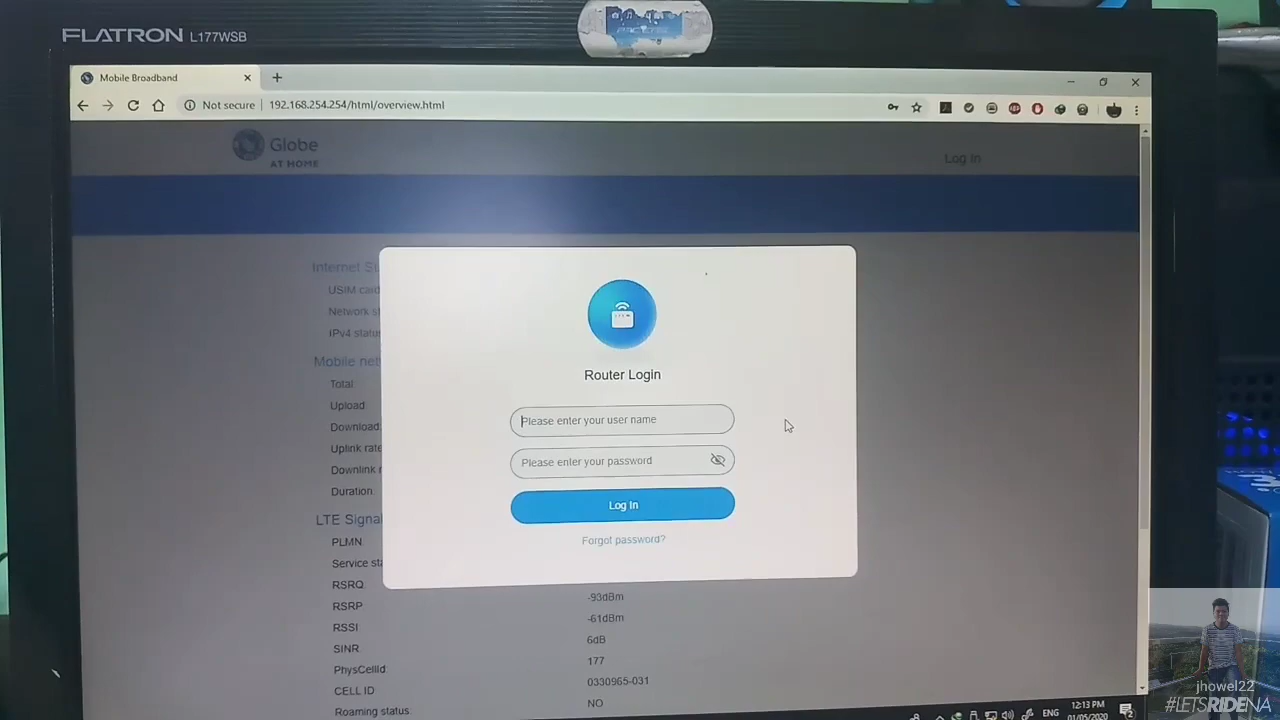 FLATRON L177WSB
Mobile Broadband
Not secure
192.168.254.254/html/overview.html
Globe
AT HOME
Log In
Internet Su
USIM card
Network st
IPv4 status
Mobile net
Total
Upload
Download
Uplink rate
Downlink r
Duration
LTE Signal
PLMN
Service sta
RSRQ
RSRP
RSSI
SINR
PhysCellId
CELL ID
Roaming status:
Router Login
Please enter your user name
Please enter your password
Log In
Forgot password?
-93dBm
-61dBm
6dB
177
0330965-031
NO
ENG
12:13 PM
01/05/2020
jhowel22
#LETSRIDENA